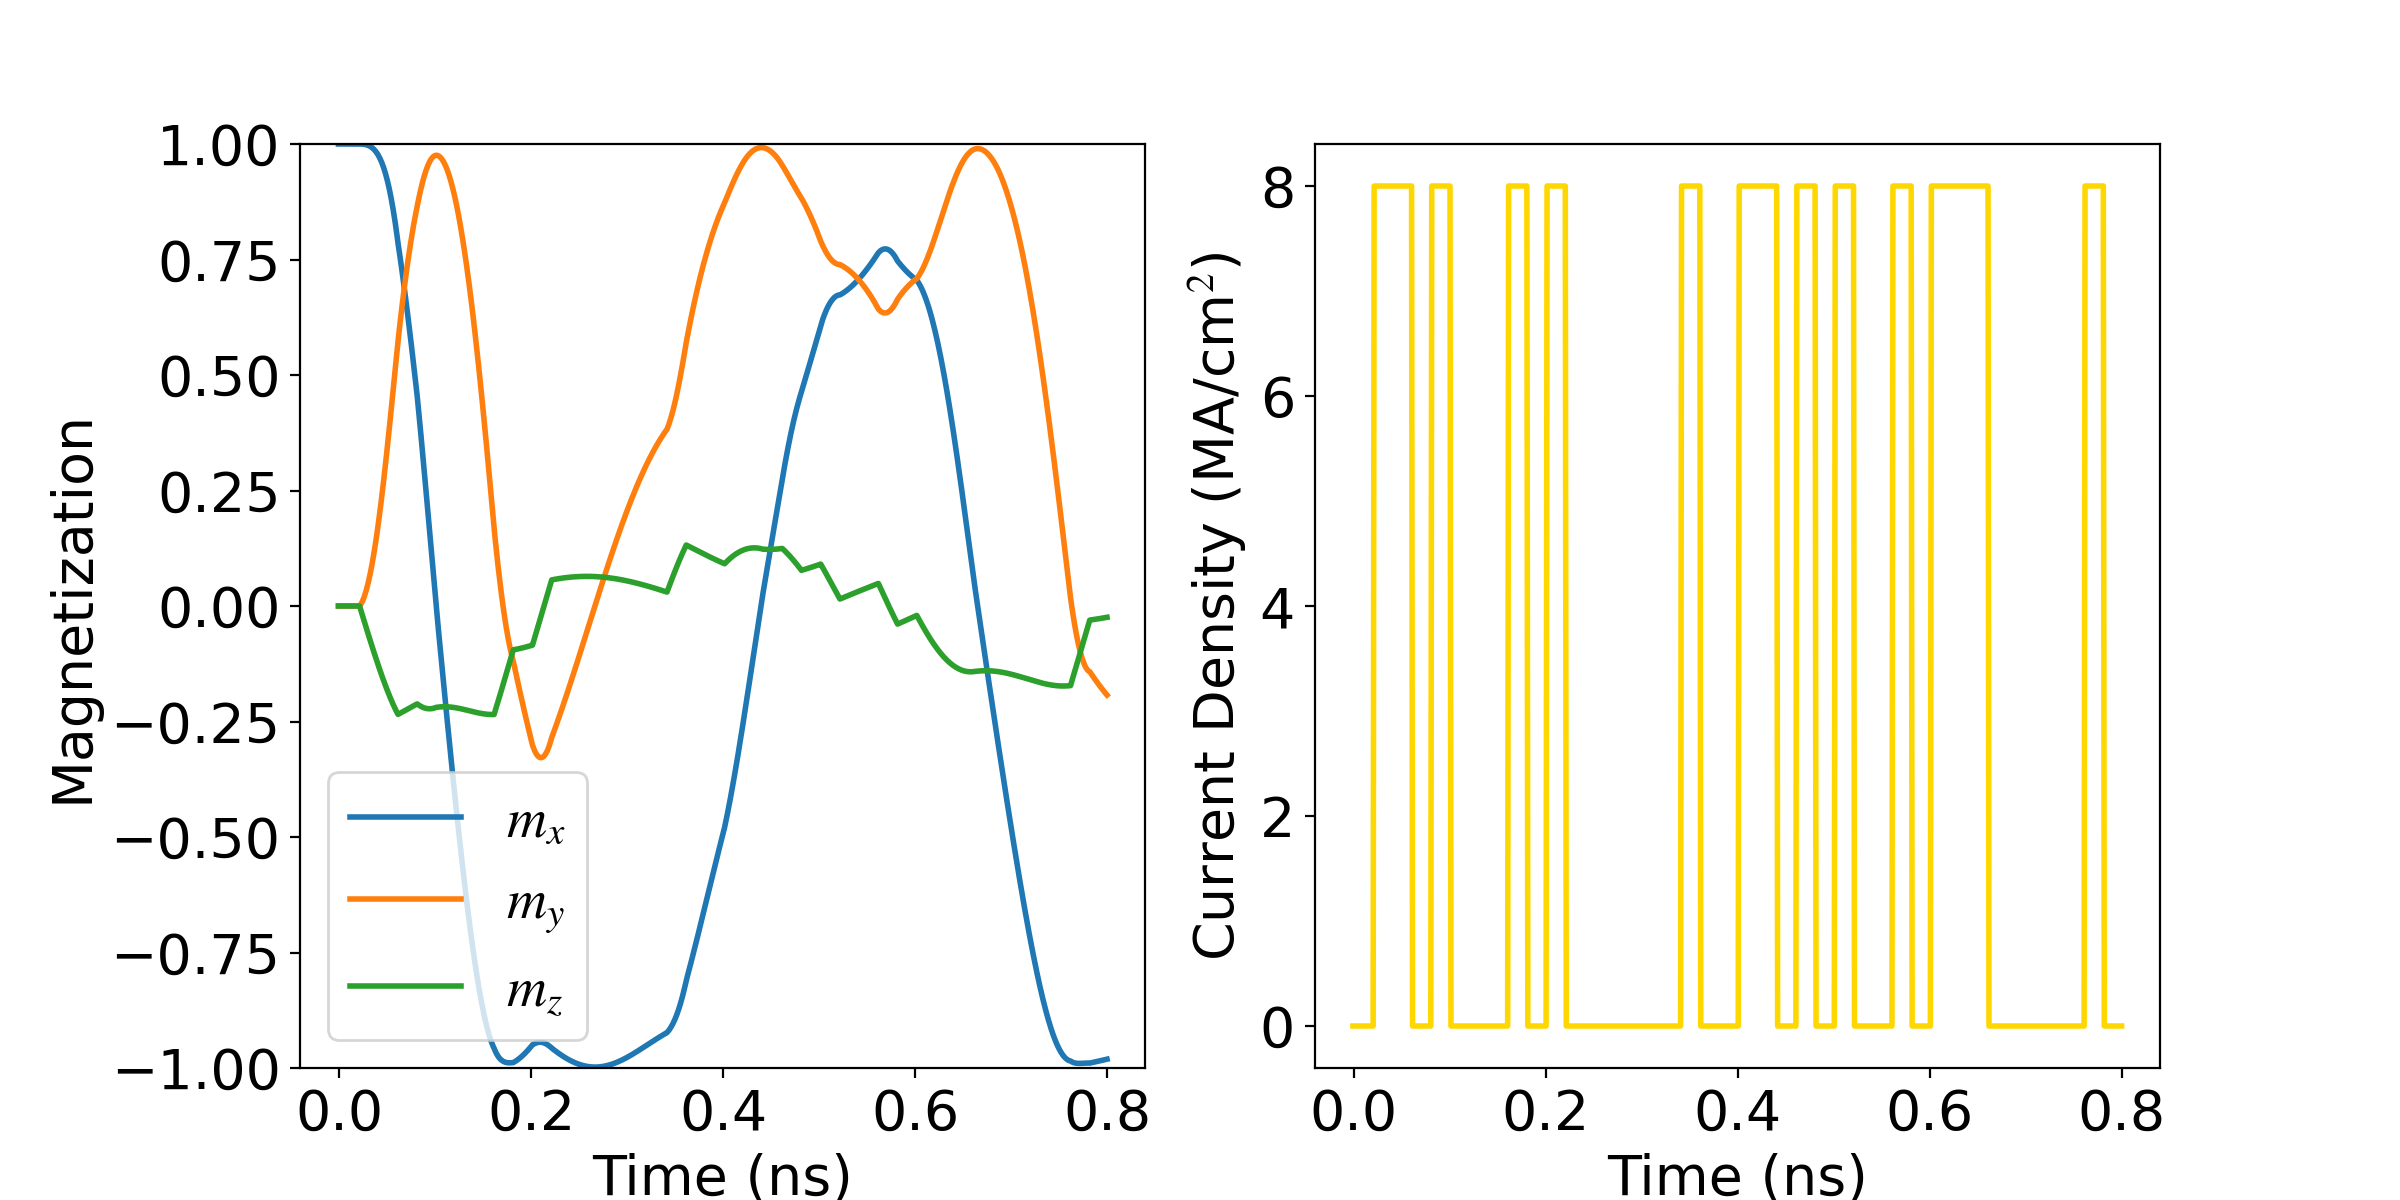 1.00
0.75
0.50
0.25
0.00
−0.25
−0.50
−0.75
−1.00
Magnetization
m_x
m_y
m_z
0.0 0.2 0.4 0.6 0.8
Time (ns)
8
6
4
2
0
Current Density (MA/cm²)
0.0 0.2 0.4 0.6 0.8
Time (ns)